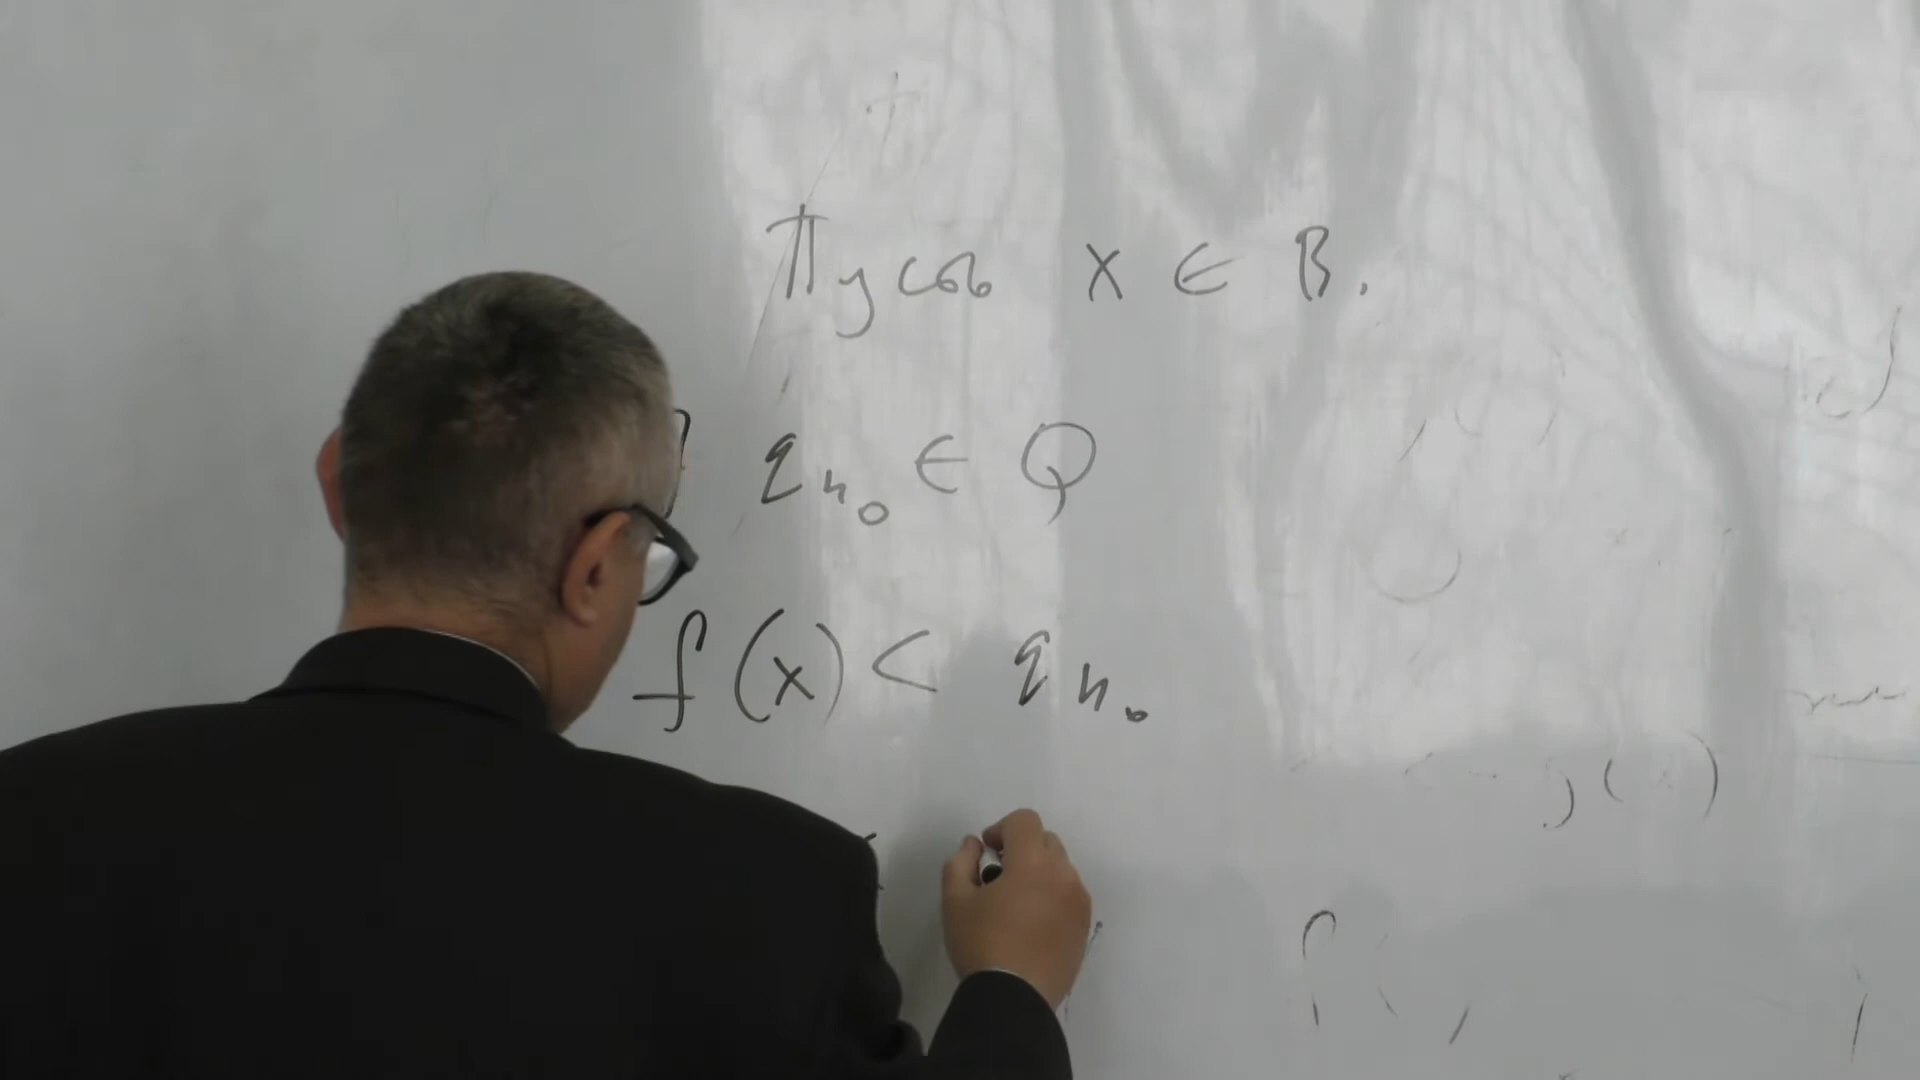 Пусть x ∈ B.
∃ q_{n_0} ∈ Q
f(x) < q_{n_0}